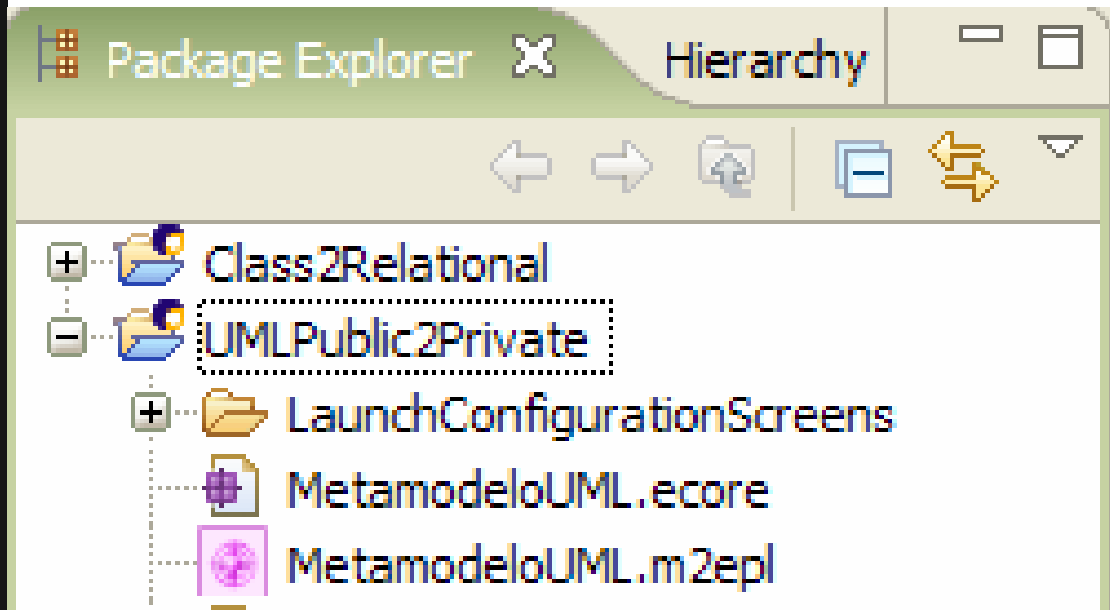 Package Explorer Hierarchy
Class2Relational
UMLPublic2Private
LaunchConfigurationScreens
MetamodeloUML.ecore
MetamodeloUML.m2epl